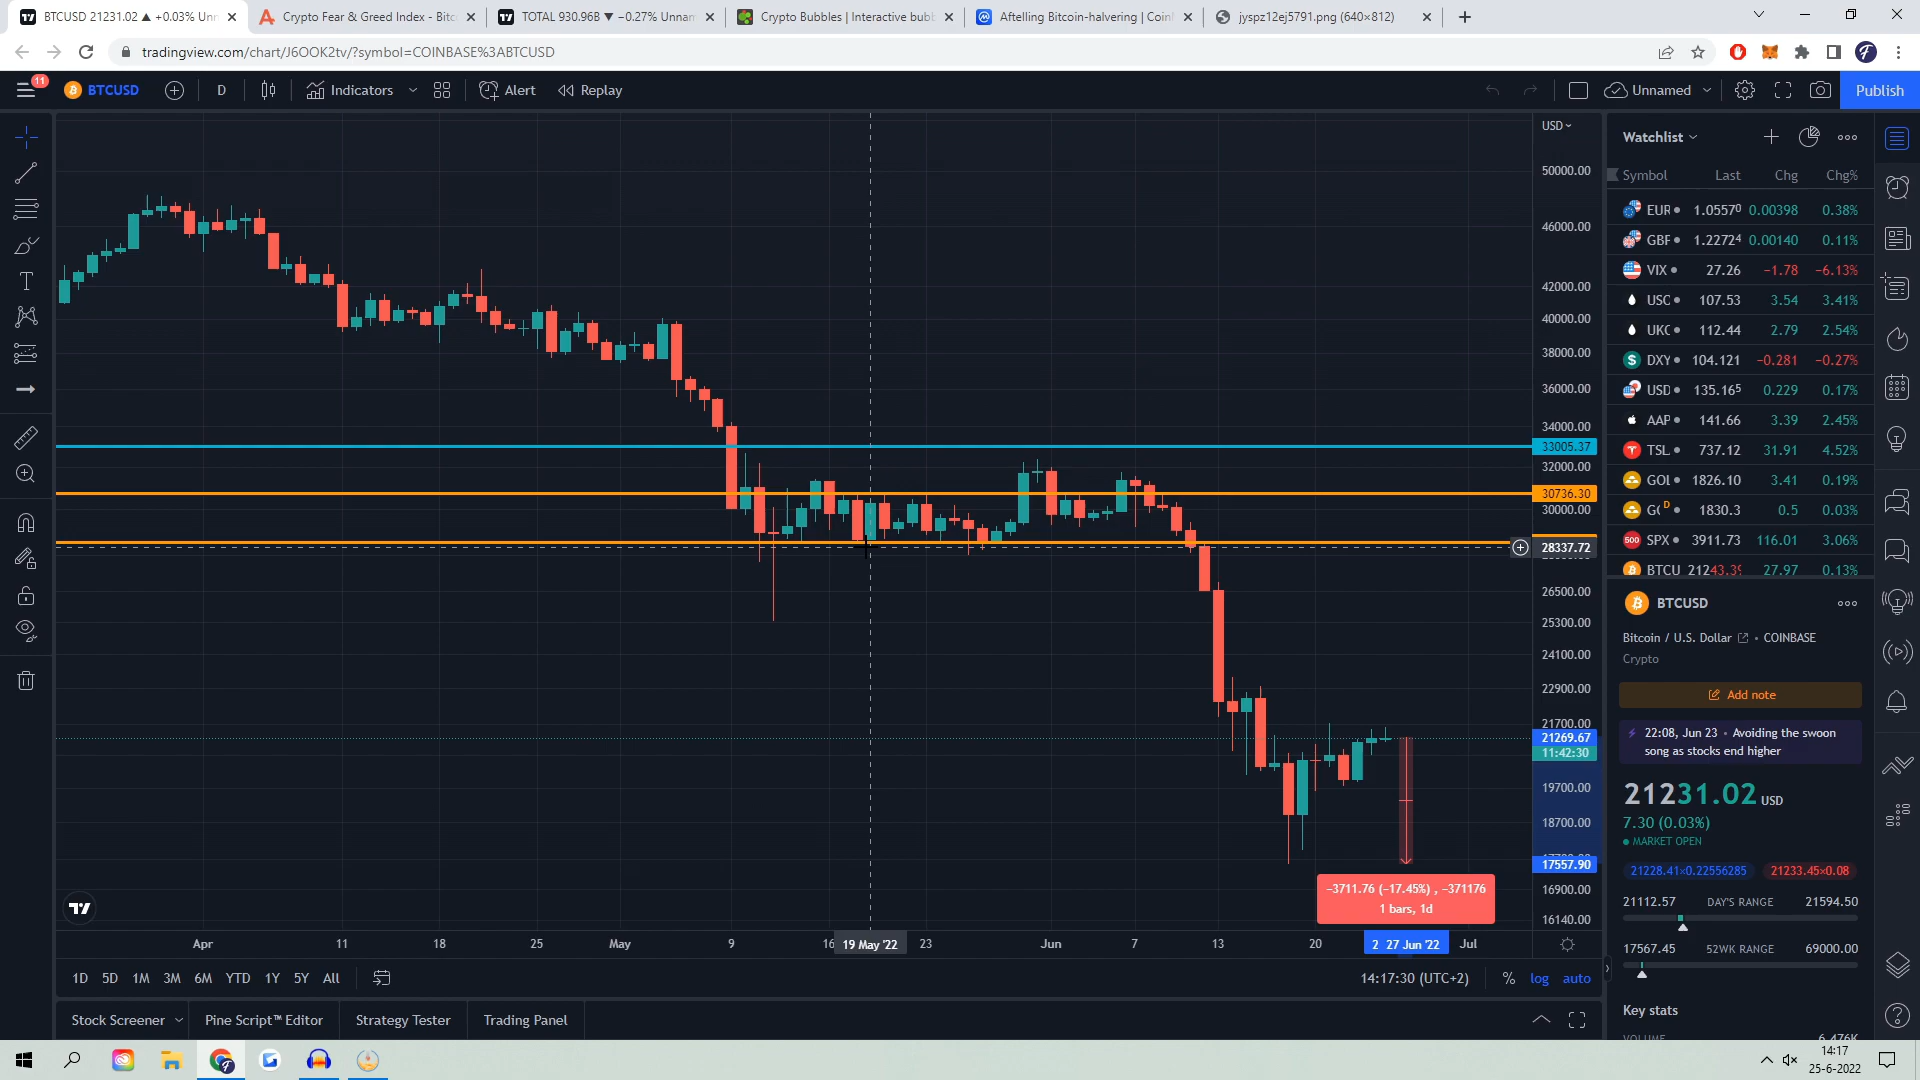 BTCUSD 21231.02 ▲ +0.03% Unn
Crypto Fear & Greed Index - Bitc
TOTAL 930.96B ▼ −0.27% Unnam
Crypto Bubbles | Interactive bub
Aftelling Bitcoin-halvering | Coin
jyspz12ej5791.png (640×812)
tradingview.com/chart/J6OOK2tv/?symbol=COINBASE%3ABTCUSD
11
BTCUSD
D
Indicators
Alert
Replay
Unnamed
Publish
USD
50000.00
46000.00
42000.00
40000.00
38000.00
36000.00
34000.00
33005.37
32000.00
30736.30
30000.00
28337.72
26500.00
25300.00
24100.00
22900.00
21700.00
21269.67
11:42:30
19700.00
18700.00
17557.90
16900.00
16140.00
−3711.76 (−17.45%) , −371176
1 bars, 1d
Apr
11
18
25
May
9
16
19 May '22
23
Jun
7
13
20
2
27 Jun '22
Jul
1D 5D 1M 3M 6M YTD 1Y 5Y All
14:17:30 (UTC+2)
%
log
auto
Stock Screener
Pine Script™ Editor
Strategy Tester
Trading Panel
Watchlist
Symbol Last Chg Chg%
EUR 1.05570 0.00398 0.38%
GBF 1.22724 0.00140 0.11%
VIX 27.26 −1.78 −6.13%
USC 107.53 3.54 3.41%
UKC 112.44 2.79 2.54%
DXY 104.121 −0.281 −0.27%
USD 135.165 0.229 0.17%
AAP 141.66 3.39 2.45%
TSL 737.12 31.91 4.52%
GOL 1826.10 3.41 0.19%
G( D 1830.3 0.5 0.03%
500 SPX 3911.73 116.01 3.06%
BTCU 21243.39 27.97 0.13%
BTCUSD
Bitcoin / U.S. Dollar • COINBASE
Crypto
Add note
22:08, Jun 23 • Avoiding the swoon
song as stocks end higher
21231.02 USD
7.30 (0.03%)
MARKET OPEN
21228.41×0.22556285
21233.45×0.08
21112.57 DAY'S RANGE 21594.50
17567.45 52WK RANGE 69000.00
Key stats
VOLUME 6.476K
14:17
25-6-2022